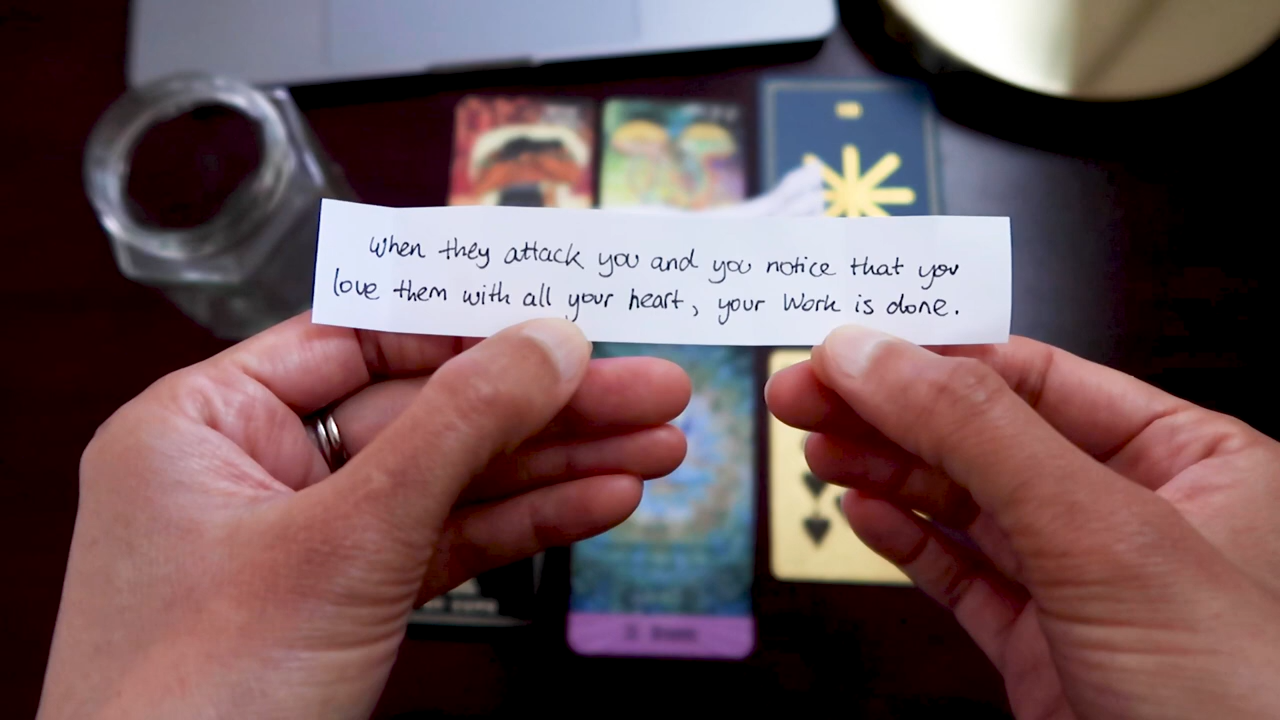 When they attack you and you notice that you
love them with all your heart, your Work is done.